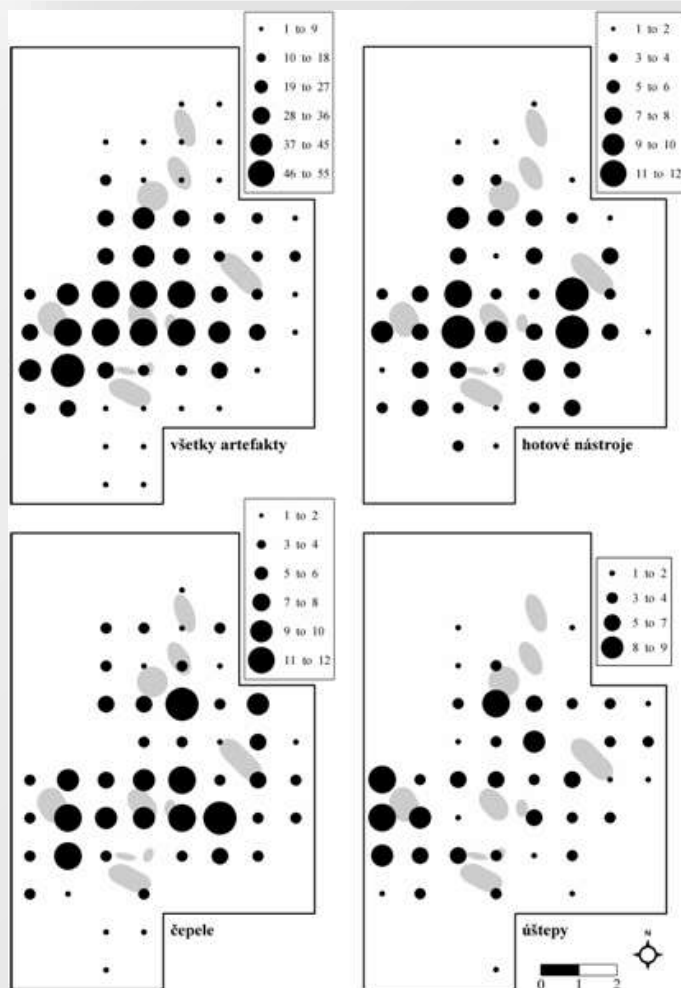 1 to 9
10 to 18
19 to 27
28 to 36
37 to 45
46 to 55
všetky artefakty
1 to 2
3 to 4
5 to 6
7 to 8
9 to 10
11 to 12
hotové nástroje
1 to 2
3 to 4
5 to 6
7 to 8
9 to 10
11 to 12
čepele
1 to 2
3 to 4
5 to 7
8 to 9
úštepy
N
0 1 2